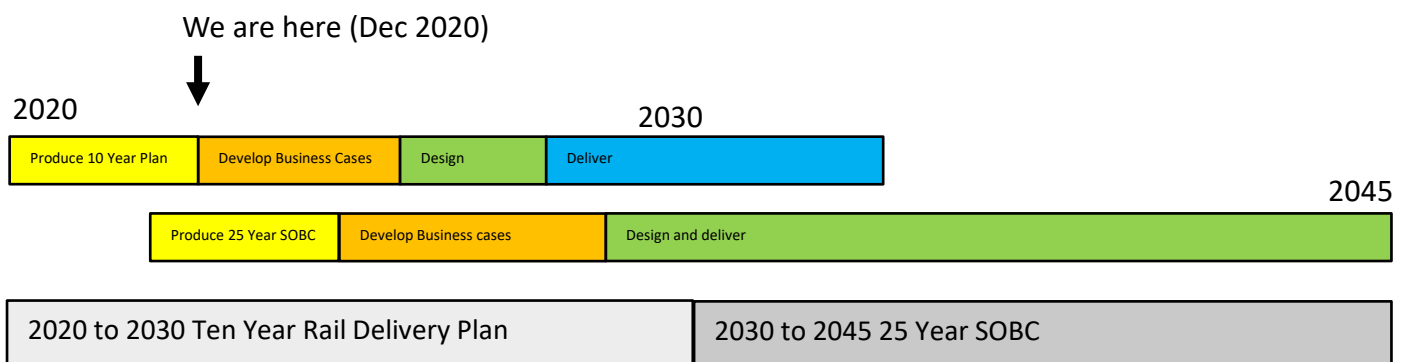 We are here (Dec 2020)
2020
2030
Produce 10 Year Plan
Develop Business Cases
Design
Deliver
2045
Produce 25 Year SOBC
Develop Business cases
Design and deliver
2020 to 2030 Ten Year Rail Delivery Plan
2030 to 2045 25 Year SOBC